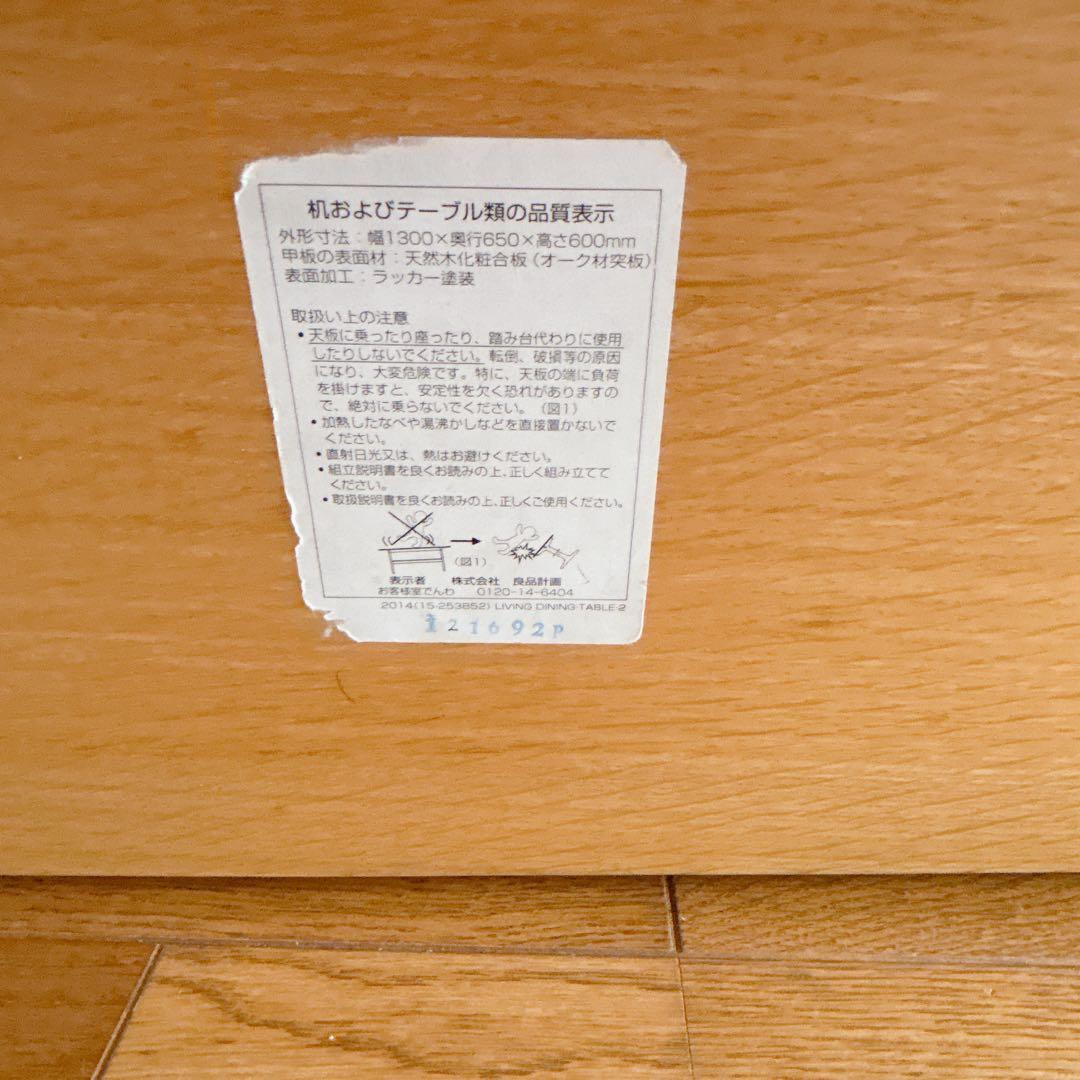 机およびテーブル類の品質表示
外形寸法：幅1300×奥行650×高さ600mm
甲板の表面材：天然木化粧合板（オーク材突板）
表面加工：ラッカー塗装
取扱い上の注意
•天板に乗ったり座ったり、踏み台代わりに使用
したりしないでください。転倒、破損等の原因
になり、大変危険です。特に、天板の端に負荷
を掛けますと、安定性を欠く恐れがありますの
で、絶対に乗らないでください。（図1）
•加熱したなべや湯沸かしなどを直接置かないで
ください。
•直射日光又は、熱はお避けください。
•組立説明書を良くお読みの上、正しく組み立てて
ください。
•取扱説明書を良くお読みの上、正しくご使用ください。
（図1）
表示者　株式会社　良品計画
お客様室でんわ　0120-14-6404
2014(15-253852) LIVING DINING-TABLE-2
121692P